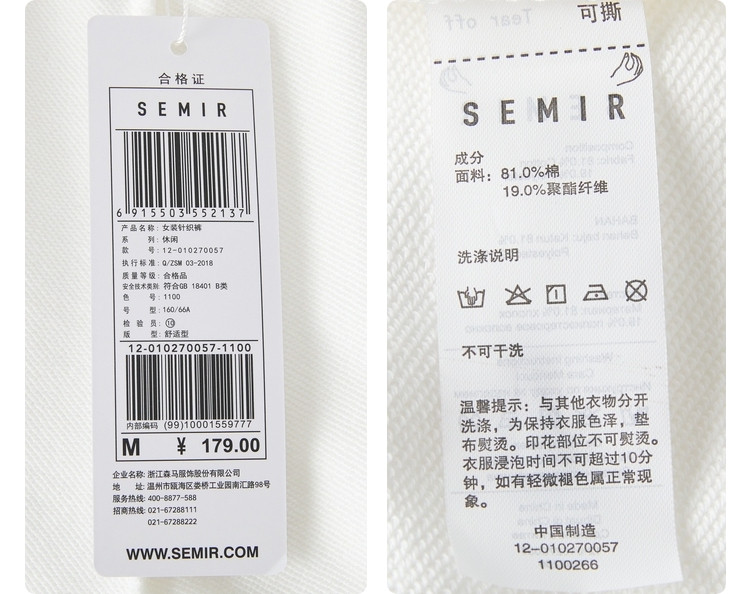 合格证
SEMIR
6 915503 552137
产品名称: 女装针织裤
系 列: 休闲
款 号: 12-010270057
执行标准: Q/ZSM 03-2018
质量等级: 合格品
安全技术类别: 符合GB 18401 B类
色 号: 1100
号 型: 160/66A
检 验 员: 10
版 型: 舒适型
12-010270057-1100
内部编码 (99)10001559777
M ¥ 179.00
企业名称: 浙江森马服饰股份有限公司
地 址: 温州市瓯海区娄桥工业园南汇路98号
服务热线: 400-8877-588
招商热线: 021-67288111
021-67288222
WWW.SEMIR.COM
Tear off
可撕
SEMIR
成分
面料: 81.0%棉
19.0%聚酯纤维
洗涤说明
不可干洗
温馨提示: 与其他衣物分开
洗涤, 为保持衣服色泽, 垫
布熨烫。印花部位不可熨烫。
衣服浸泡时间不可超过10分
钟, 如有轻微褪色属正常现
象。
中国制造
12-010270057
1100266